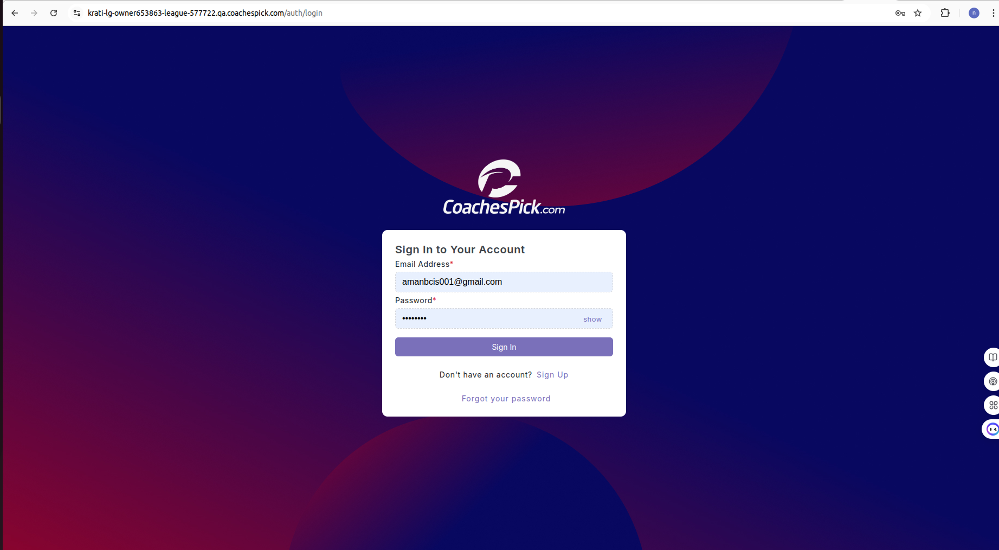 krati-lg-owner653863-league-577722.qa.coachespick.com/auth/login
n
CoachesPick.com
Sign In to Your Account
Email Address*
amanbcis001@gmail.com
Password*
••••••••
show
Sign In
Don't have an account? Sign Up
Forgot your password